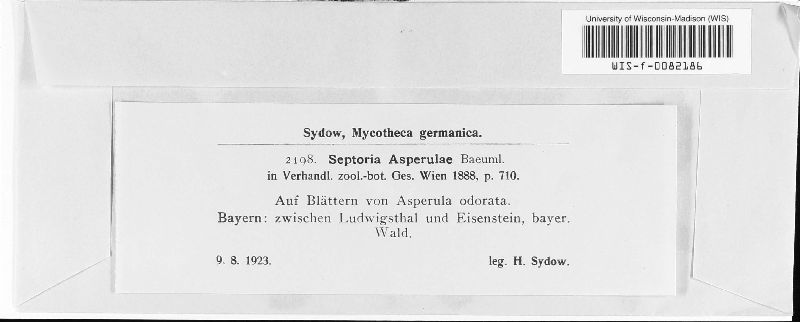 University of Wisconsin-Madison (WIS)
WIS-f-0082186
Sydow, Mycotheca germanica.
2198. Septoria Asperulae Baeuml.
in Verhandl. zool.-bot. Ges. Wien 1888, p. 710.
Auf Blättern von Asperula odorata.
Bayern: zwischen Ludwigsthal und Eisenstein, bayer.
Wald.
9. 8. 1923.
leg. H. Sydow.